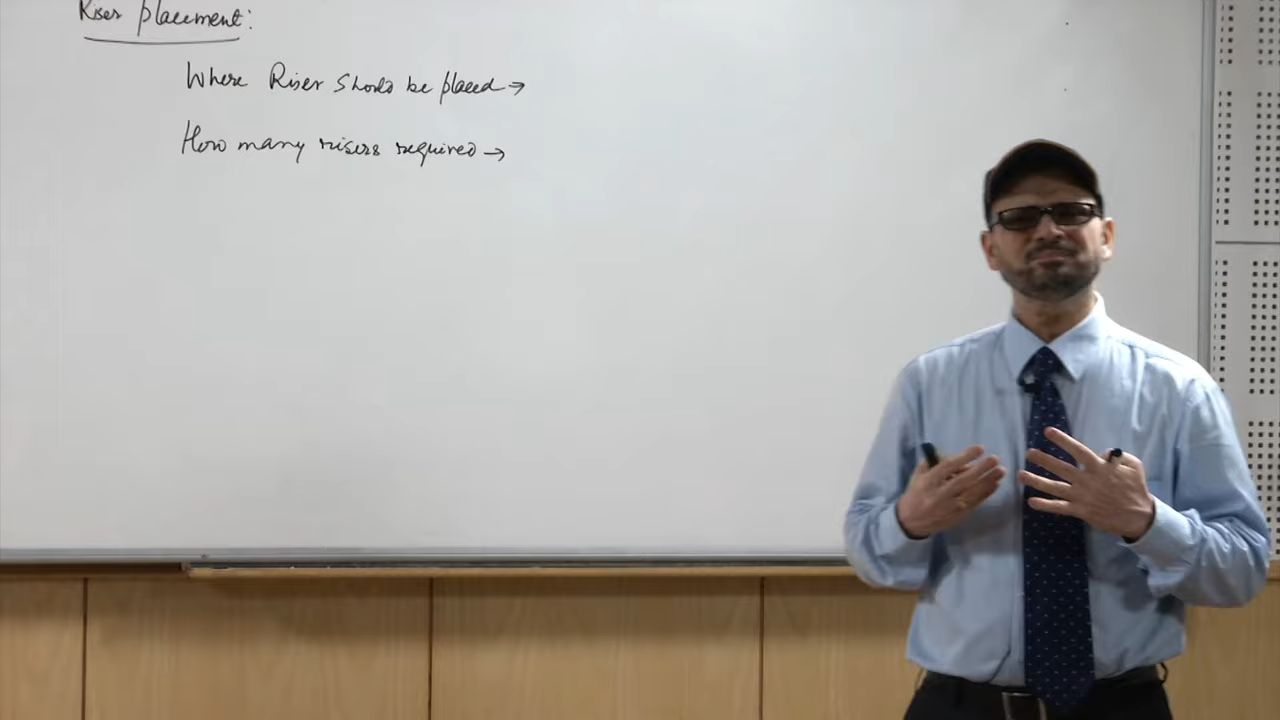 Riser placement:
Where Riser should be placed →
How many risers required →